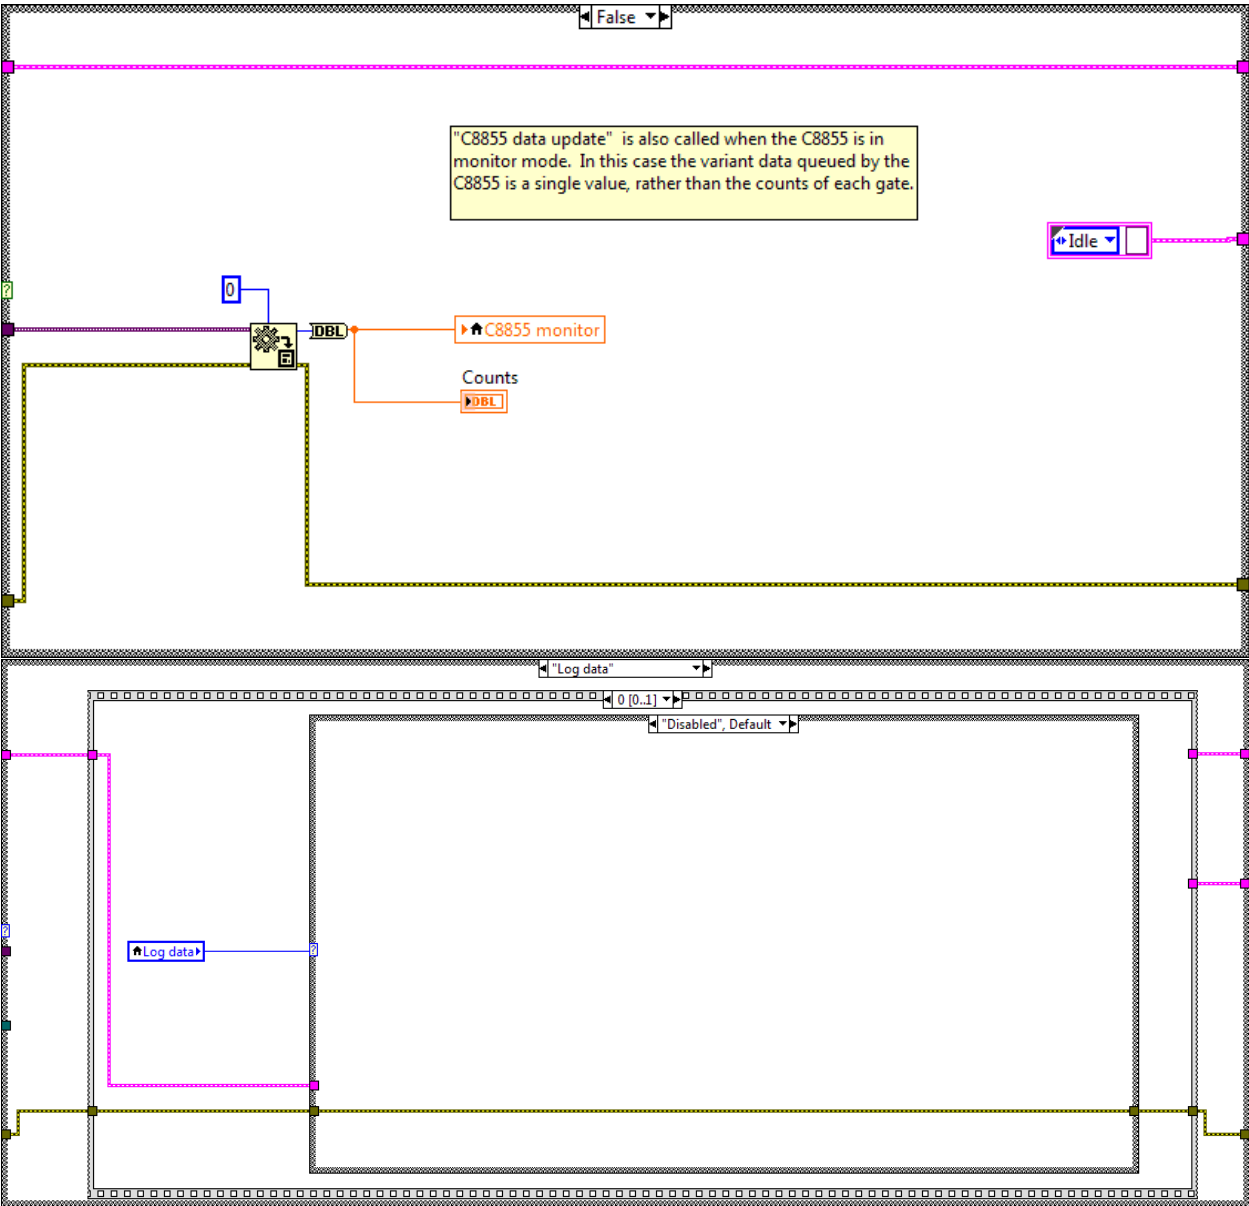 False
"C8855 data update"  is also called when the C8855 is in
monitor mode.  In this case the variant data queued by the
C8855 is a single value, rather than the counts of each gate.
Idle
?
0
DBL
C8855 monitor
Counts
DBL
"Log data"
0 [0..1]
"Disabled", Default
?
Log data
?